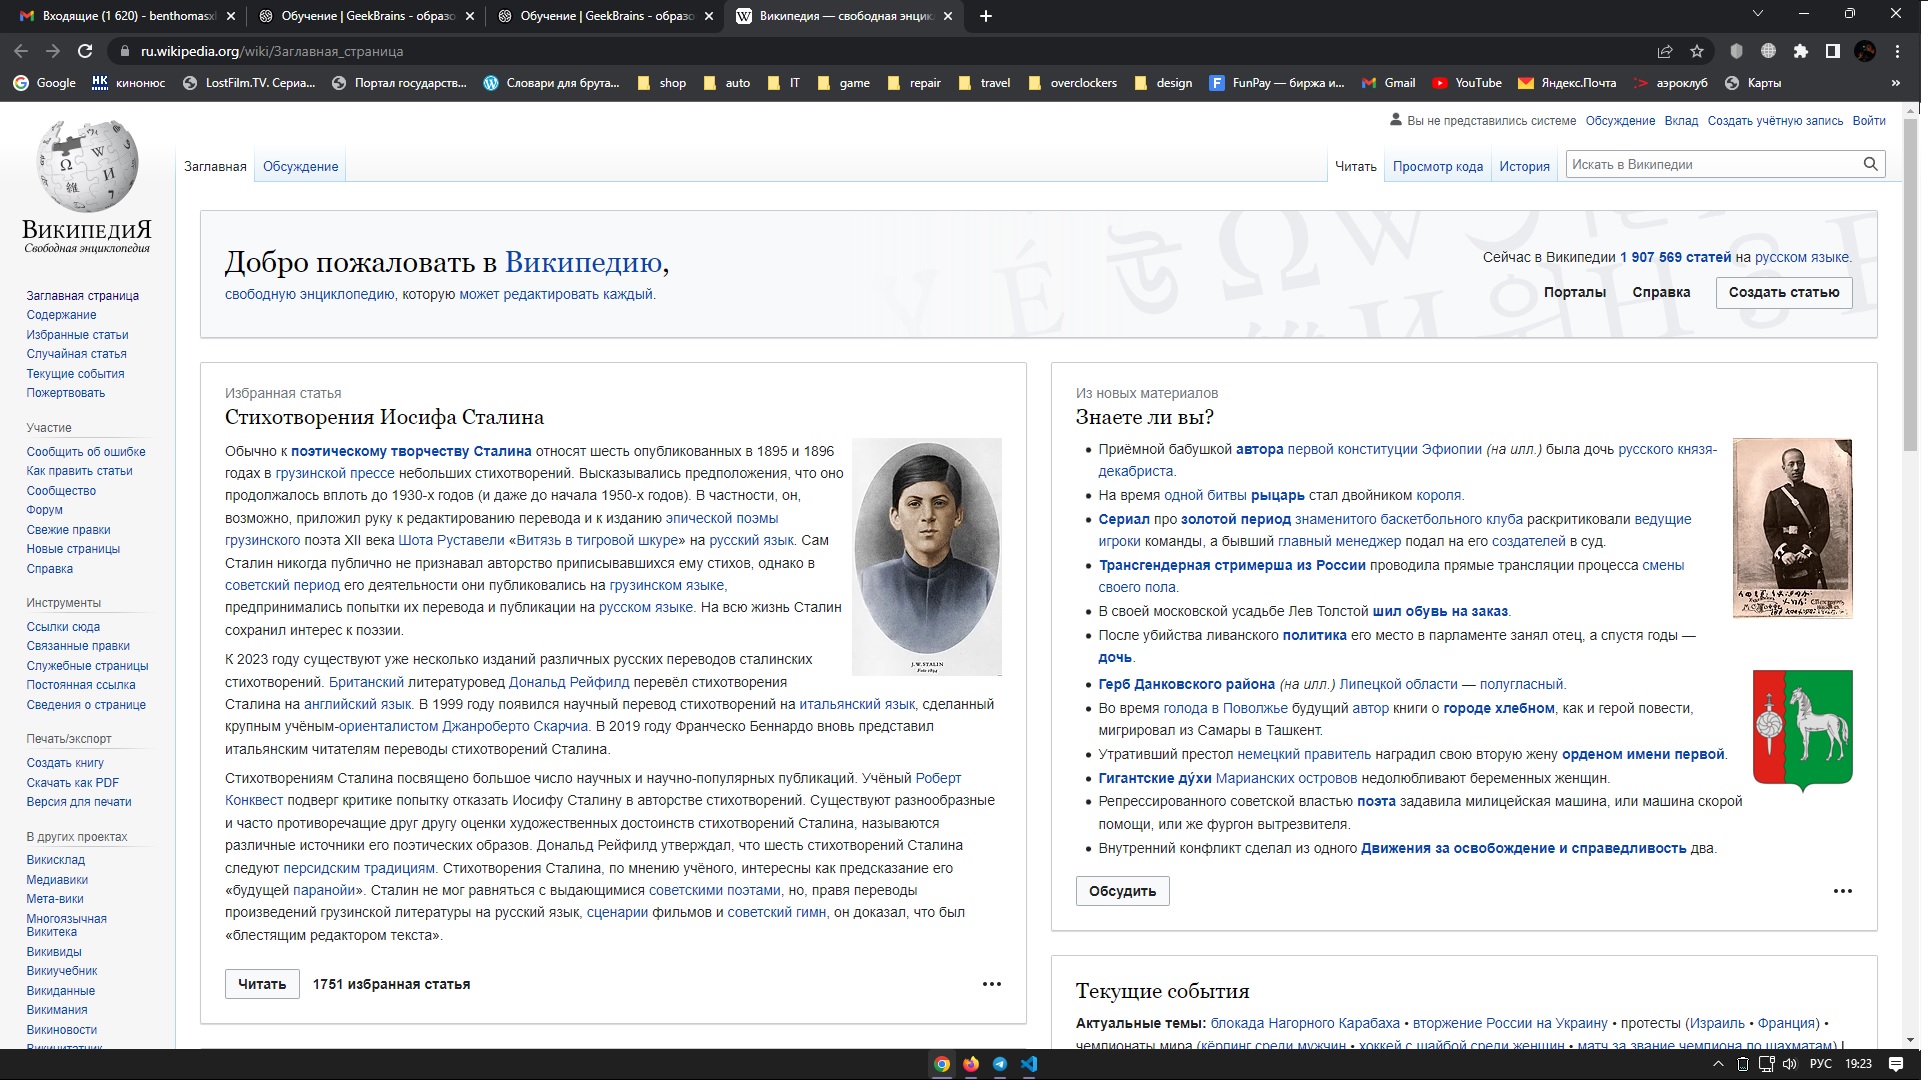 Входящие (1 620) - benthomasx
Обучение | GeekBrains - образо
Обучение | GeekBrains - образо
Википедия — свободная энцик
ru.wikipedia.org/wiki/Заглавная_страница
Google
НК
кинонюс
LostFilm.TV. Сериа...
Портал государств...
Словари для брута...
shop
auto
IT
game
repair
travel
overclockers
design
FunPay — биржа и...
Gmail
YouTube
Яндекс.Почта
аэроклуб
Карты
Вы не представились системе Обсуждение Вклад Создать учётную запись Войти
ВикипедиЯ
Свободная энциклопедия
Заглавная Обсуждение
Читать Просмотр кода История
Искать в Википедии
Заглавная страница
Содержание
Избранные статьи
Случайная статья
Текущие события
Пожертвовать
Участие
Сообщить об ошибке
Как править статьи
Сообщество
Форум
Свежие правки
Новые страницы
Справка
Инструменты
Ссылки сюда
Связанные правки
Служебные страницы
Постоянная ссылка
Сведения о странице
Печать/экспорт
Создать книгу
Скачать как PDF
Версия для печати
В других проектах
Викисклад
Медиавики
Мета-вики
Многоязычная
Викитека
Викивиды
Викиучебник
Викиданные
Викимания
Викиновости
Викицитатник
Добро пожаловать в Википедию,
свободную энциклопедию, которую может редактировать каждый.
Сейчас в Википедии 1 907 569 статей на русском языке.
Порталы Справка Создать статью
Избранная статья
Стихотворения Иосифа Сталина
Обычно к поэтическому творчеству Сталина относят шесть опубликованных в 1895 и 1896
годах в грузинской прессе небольших стихотворений. Высказывались предположения, что оно
продолжалось вплоть до 1930-х годов (и даже до начала 1950-х годов). В частности, он,
возможно, приложил руку к редактированию перевода и к изданию эпической поэмы
грузинского поэта XII века Шота Руставели «Витязь в тигровой шкуре» на русский язык. Сам
Сталин никогда публично не признавал авторство приписывавшихся ему стихов, однако в
советский период его деятельности они публиковались на грузинском языке,
предпринимались попытки их перевода и публикации на русском языке. На всю жизнь Сталин
сохранил интерес к поэзии.
J.W. STALIN
К 2023 году существуют уже несколько изданий различных русских переводов сталинских
стихотворений. Британский литературовед Дональд Рейфилд перевёл стихотворения
Сталина на английский язык. В 1999 году появился научный перевод стихотворений на итальянский язык, сделанный
крупным учёным-ориенталистом Джанроберто Скарчиа. В 2019 году Франческо Беннардо вновь представил
итальянским читателям переводы стихотворений Сталина.
Стихотворениям Сталина посвящено большое число научных и научно-популярных публикаций. Учёный Роберт
Конквест подверг критике попытку отказать Иосифу Сталину в авторстве стихотворений. Существуют разнообразные
и часто противоречащие друг другу оценки художественных достоинств стихотворений Сталина, называются
различные источники его поэтических образов. Дональд Рейфилд утверждал, что шесть стихотворений Сталина
следуют персидским традициям. Стихотворения Сталина, по мнению учёного, интересны как предсказание его
«будущей паранойи». Сталин не мог равняться с выдающимися советскими поэтами, но, правя переводы
произведений грузинской литературы на русский язык, сценарии фильмов и советский гимн, он доказал, что был
«блестящим редактором текста».
Читать 1751 избранная статья
Из новых материалов
Знаете ли вы?
Приёмной бабушкой автора первой конституции Эфиопии (на илл.) была дочь русского князя-
декабриста.
На время одной битвы рыцарь стал двойником короля.
Сериал про золотой период знаменитого баскетбольного клуба раскритиковали ведущие
игроки команды, а бывший главный менеджер подал на его создателей в суд.
Трансгендерная стримерша из России проводила прямые трансляции процесса смены
своего пола.
В своей московской усадьбе Лев Толстой шил обувь на заказ.
После убийства ливанского политика его место в парламенте занял отец, а спустя годы —
дочь.
Герб Данковского района (на илл.) Липецкой области — полугласный.
Во время голода в Поволжье будущий автор книги о городе хлебном, как и герой повести,
мигрировал из Самары в Ташкент.
Утративший престол немецкий правитель наградил свою вторую жену орденом имени первой.
Гигантские ду́хи Марианских островов недолюбливают беременных женщин.
Репрессированного советской властью поэта задавила милицейская машина, или машина скорой
помощи, или же фургон вытрезвителя.
Внутренний конфликт сделал из одного Движения за освобождение и справедливость два.
Обсудить
Текущие события
Актуальные темы: блокада Нагорного Карабаха • вторжение России на Украину • протесты (Израиль • Франция) •
чемпионаты мира (кёрлинг среди мужчин • хоккей с шайбой среди женщин • матч за звание чемпиона по шахматам) |
РУС 19:23